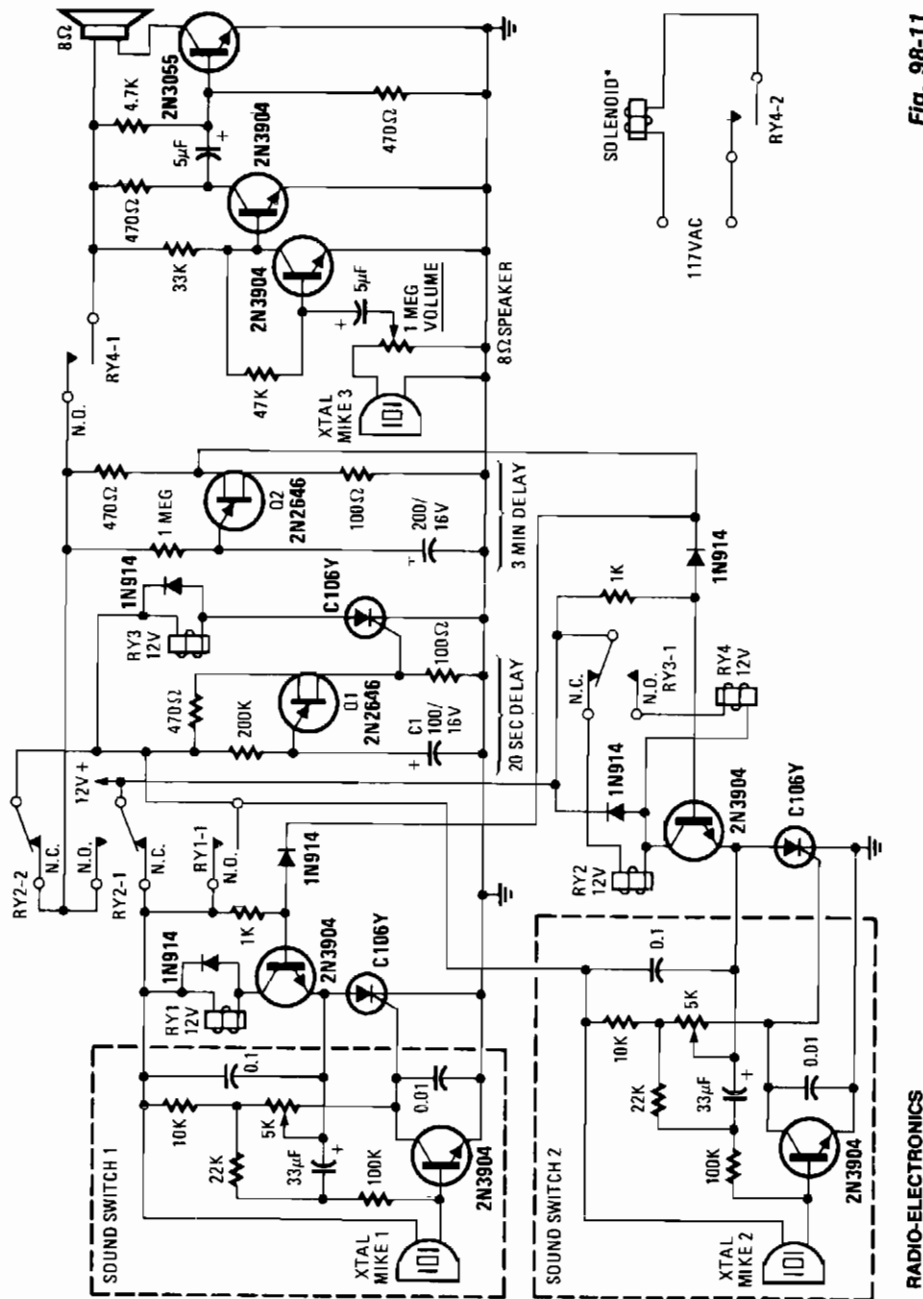 SOUND SWITCH 1
XTAL
MIKE 1
10K
22K
5K
33µF
+
100K
0.1
0.01
2N3904
RY1
12V
1N914
1K
2N3904
C106Y
1N914
RY2-2
N.C.
N.O.
12V+
RY2-1
N.C.
RY1-1
N.O.
470Ω
200K
Q1
2N2646
+
C1
100/
16V
20 SEC DELAY
RY3
12V
1N914
C106Y
100Ω
470Ω
1 MEG
Q2
2N2646
100Ω
+
200/
16V
3 MIN DELAY
N.O.
RY4-1
XTAL
MIKE 3
47K
33K
2N3904
+
5µF
1 MEG
VOLUME
8Ω SPEAKER
470Ω
2N3904
5µF
+
4.7K
2N3055
8Ω
470Ω
SOUND SWITCH 2
XTAL
MIKE 2
10K
22K
5K
33µF
+
100K
0.1
0.01
2N3904
RY2
12V
1N914
2N3904
C106Y
N.C.
N.O.
RY3-1
RY4
12V
1K
1N914
SOLENOID*
117VAC
RY4-2
RADIO-ELECTRONICS
Fig. 98-11